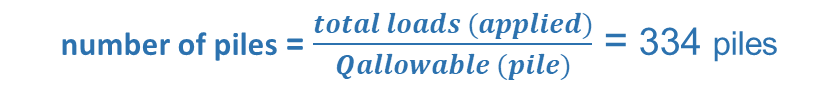 number of piles = total loads (applied) / Qallowable (pile) = 334 piles